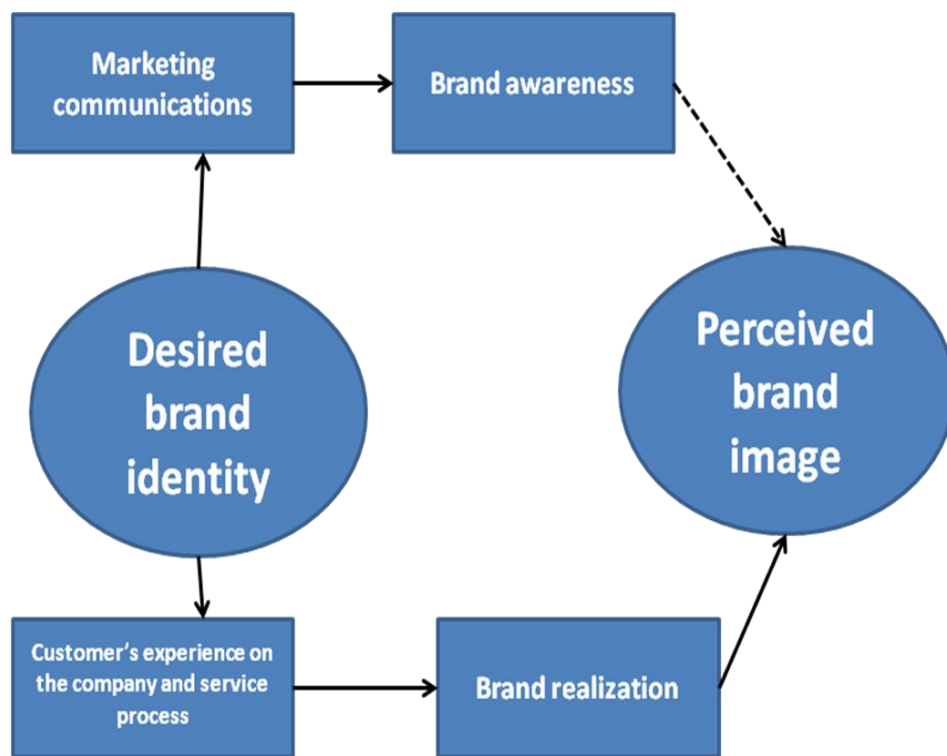 Marketing
communications
Brand awareness
Desired
brand
identity
Perceived
brand
image
Customer's experience on
the company and service
process
Brand realization